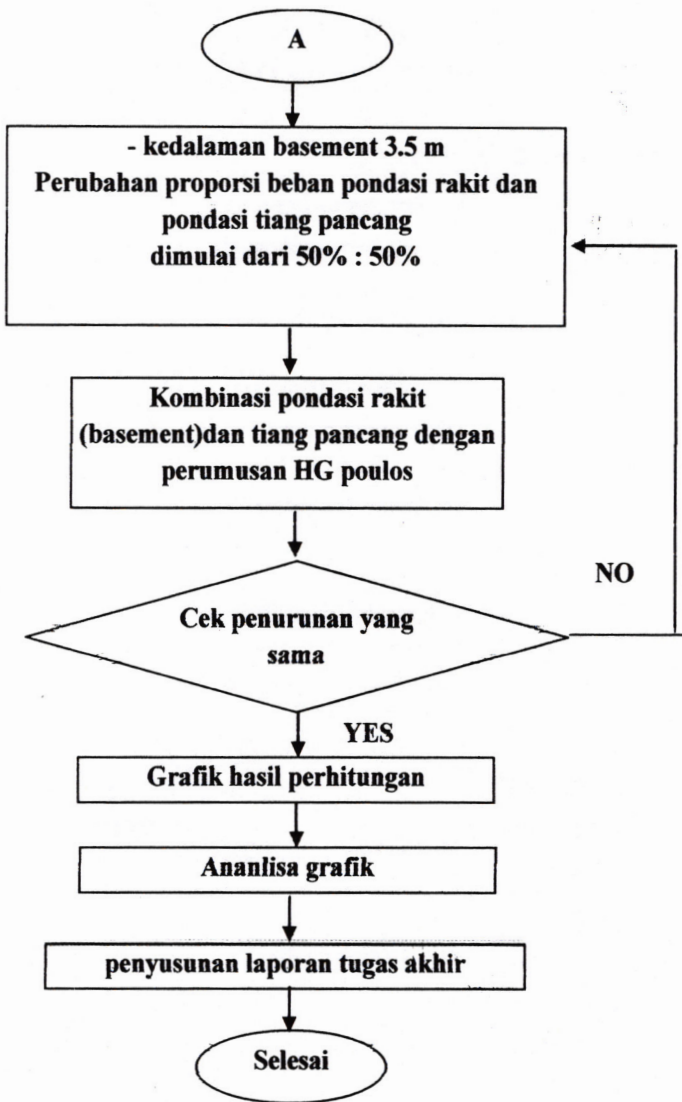 A
- kedalaman basement 3.5 m
Perubahan proporsi beban pondasi rakit dan
pondasi tiang pancang
dimulai dari 50% : 50%
Kombinasi pondasi rakit
(basement)dan tiang pancang dengan
perumusan HG poulos
NO
Cek penurunan yang
sama
YES
Grafik hasil perhitungan
Ananlisa grafik
penyusunan laporan tugas akhir
Selesai